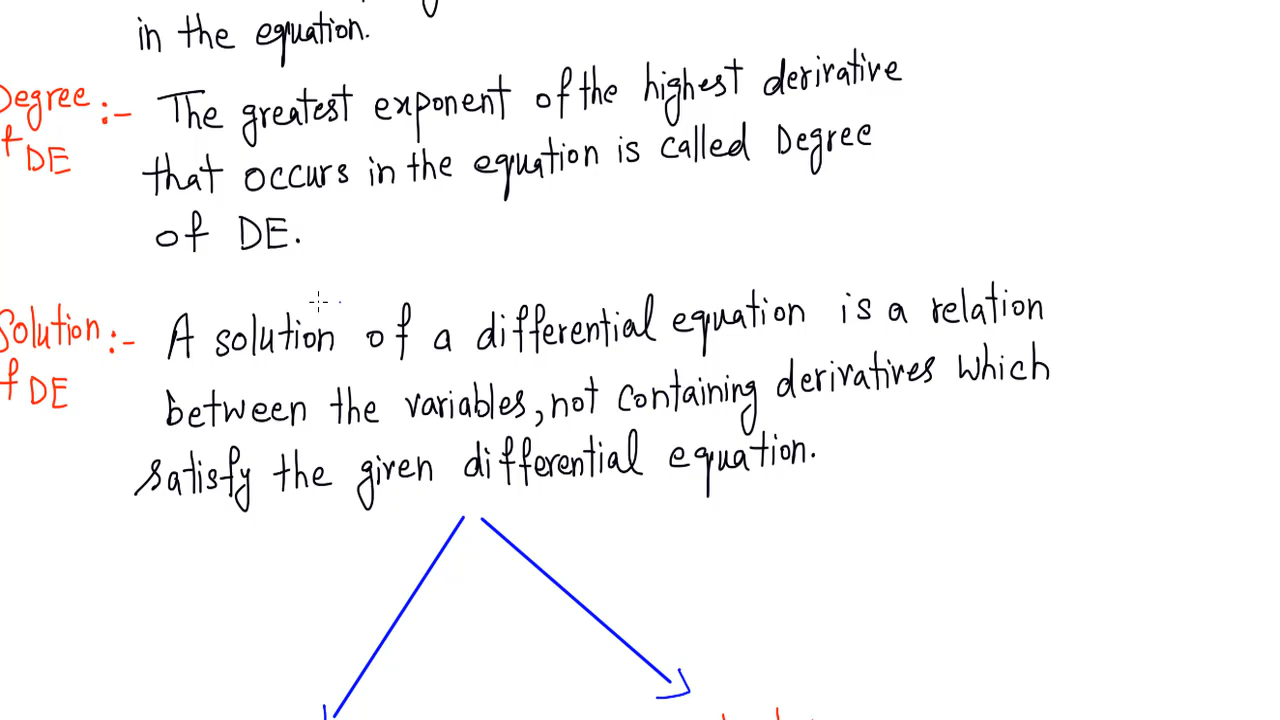 in the equation.
Degree :- The greatest exponent of the highest derivative
of DE that occurs in the equation is called Degree
of DE.
Solution :- A solution of a differential equation is a relation
of DE between the variables, not containing derivatives which
satisfy the given differential equation.